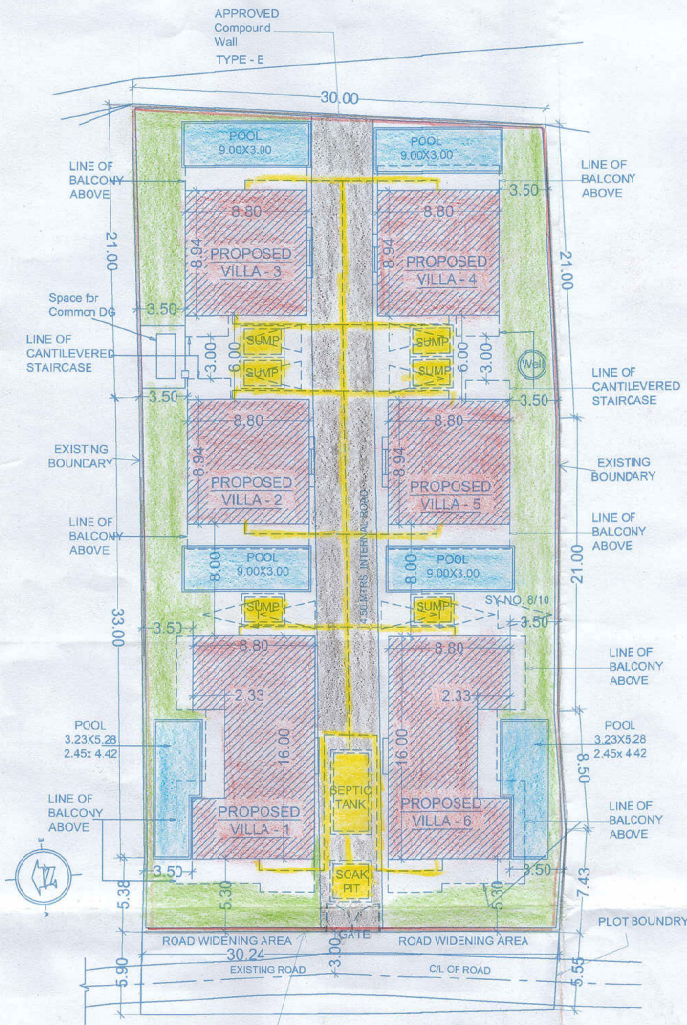 APPROVED
Compourd
Wall
TYPE - E
30.00
POOL
9.00X3.00
POOL
9.00X3.00
LINE OF
BALCONY
ABOVE
LINE OF
BALCONY
ABOVE
3.50
8.80
8.80
8.94
8.94
21.00
21.00
PROPOSED
VILLA - 3
PROPOSED
VILLA - 4
Space for
Common DG
3.50
LINE OF
CANTILEVERED
STAIRCASE
3.00
6.00
SUMP
SUMP
SUMP
SUMP
6.00
3.00
Well
LINE OF
CANTILEVERED
STAIRCASE
3.50
3.50
8.80
8.80
8.94
8.94
EXISTNG
BOUNDARY
EXISTING
BOUNDARY
PROPOSED
VILLA - 2
PROPOSED
VILLA - 5
LINE OF
BALCONY
ABOVE
LINE OF
BALCONY
ABOVE
POOL
9.00X3.00
POOL
9.00X3.00
8.00
8.00
INTERNAL ROAD
21.00
33.00
SUMP
SUMP
SY.NO. 8/10
3.50
3.50
8.80
8.80
LINE OF
BALCONY
ABOVE
2.33
2.33
POOL
3.23X5.28
2.45x 4.42
POOL
3.23X528
2.45x 442
16.00
16.00
8.50
SEPTIC
TANK
PROPOSED
VILLA - 1
PROPOSED
VILLA - 6
LINE OF
BALCONY
ABOVE
LINE OF
BALCONY
ABOVE
3.50
3.50
SOAK
PIT
5.38
5.30
5.30
7.43
GATE
PLOT BOUNDRY
ROAD WIDENING AREA
ROAD WIDENING AREA
30.24
3.00
EXISTING ROAD
C/L OF ROAD
5.90
5.55